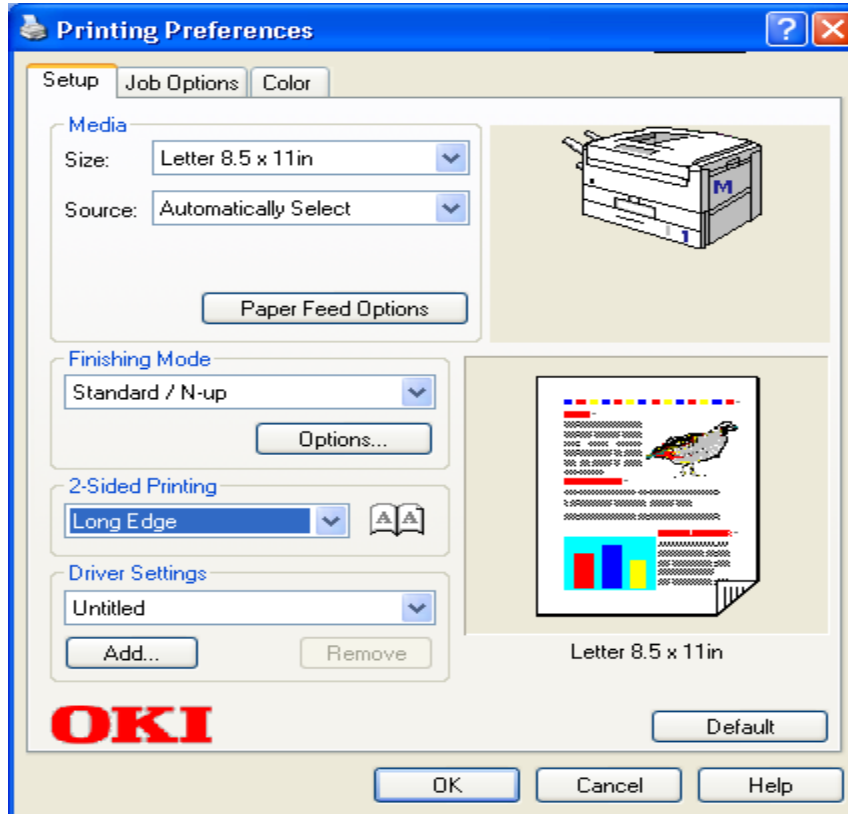 Printing Preferences
Setup
Job Options
Color
Media
Size:
Letter 8.5 x 11in
Source:
Automatically Select
Paper Feed Options
M
1
Finishing Mode
Standard / N-up
Options...
2-Sided Printing
Long Edge
A A
Driver Settings
Untitled
Add...
Remove
Letter 8.5 x 11in
OKI
Default
OK
Cancel
Help